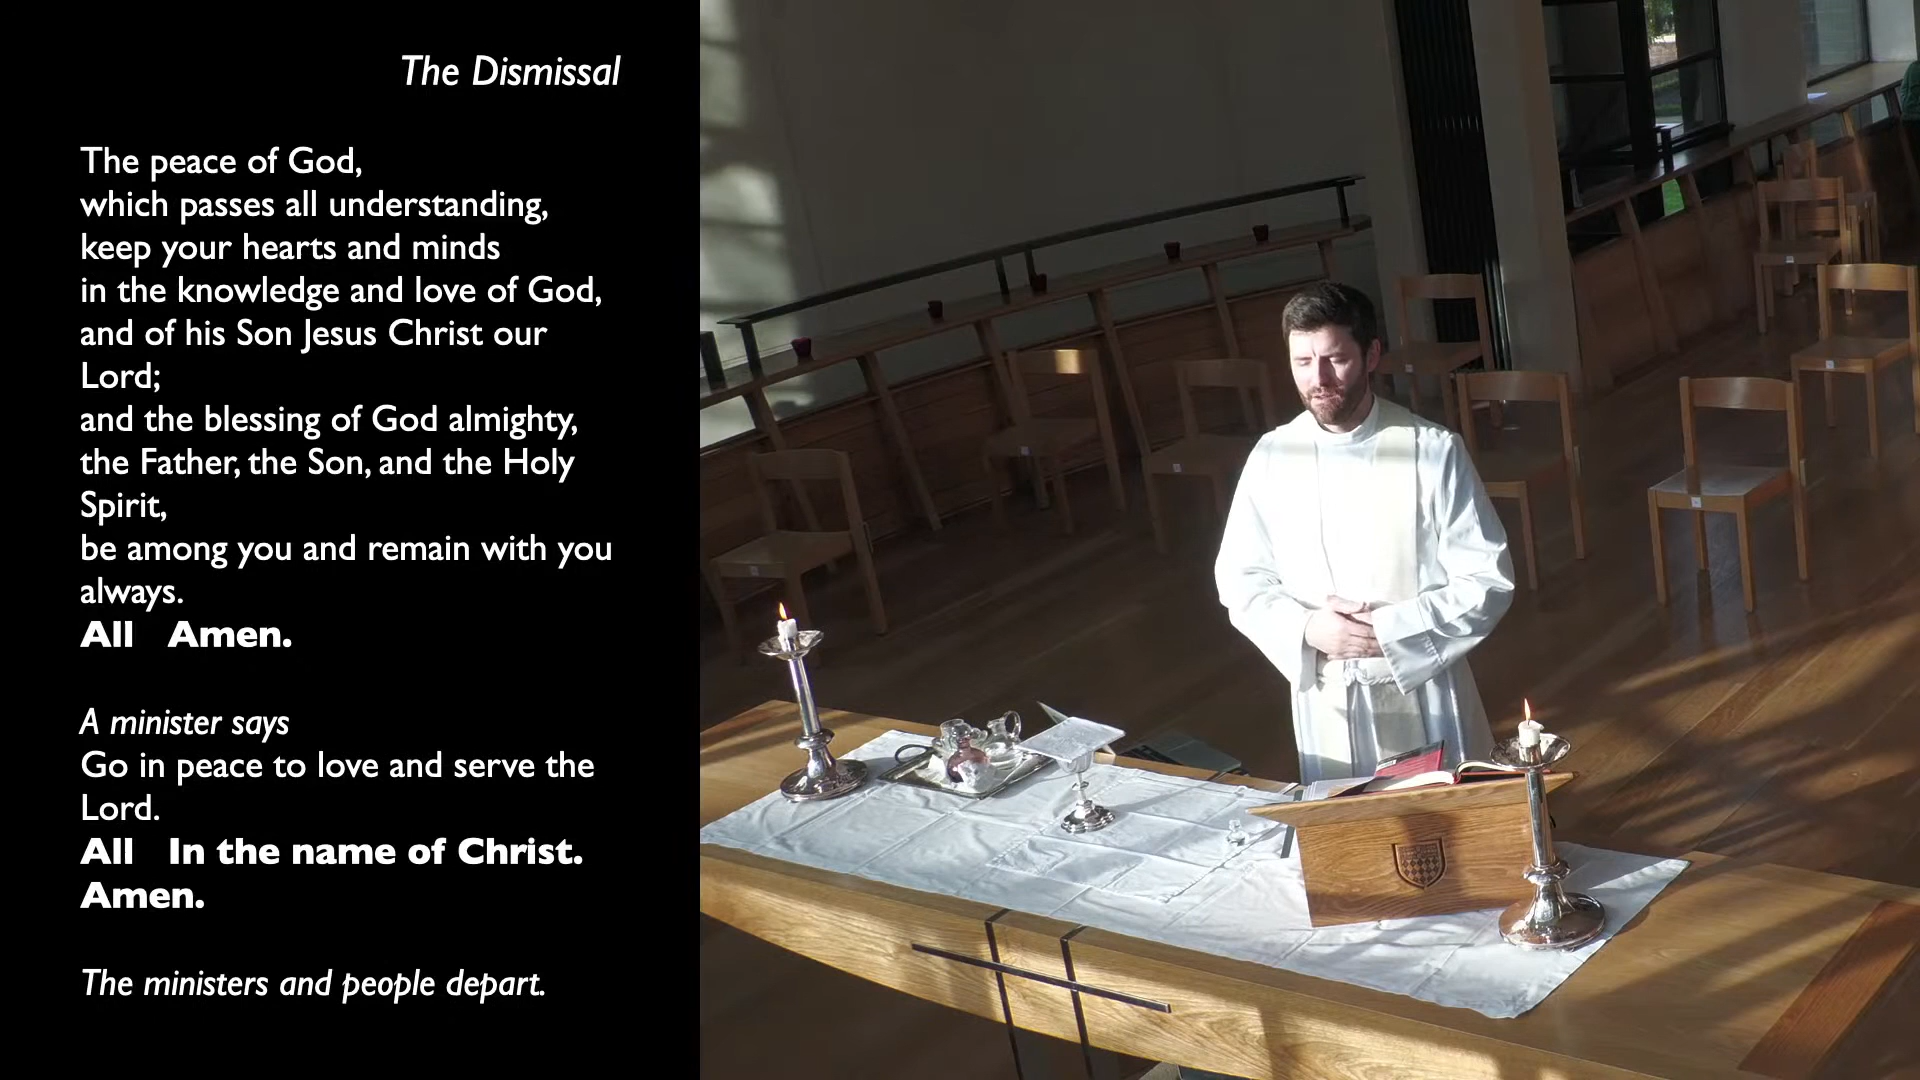 The Dismissal
The peace of God,
which passes all understanding,
keep your hearts and minds
in the knowledge and love of God,
and of his Son Jesus Christ our
Lord;
and the blessing of God almighty,
the Father, the Son, and the Holy
Spirit,
be among you and remain with you
always.
All Amen.
A minister says
Go in peace to love and serve the
Lord.
All In the name of Christ.
Amen.
The ministers and people depart.